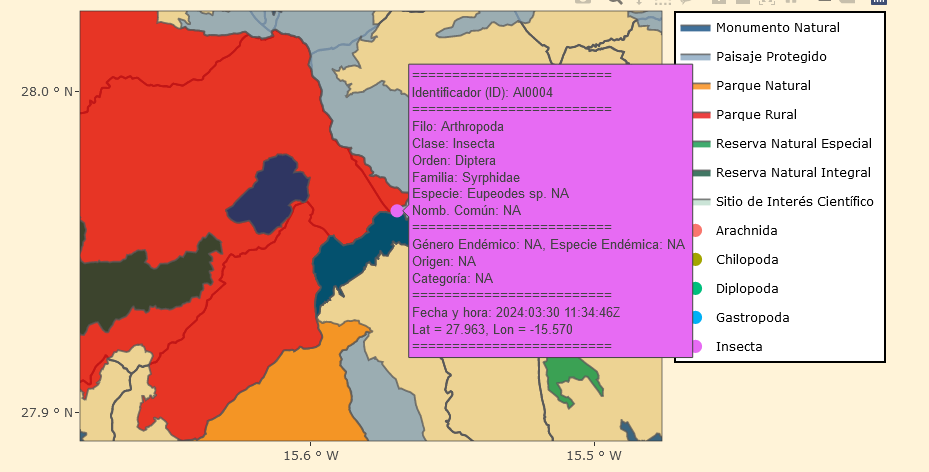 Monumento Natural
Paisaje Protegido
Parque Natural
Parque Rural
Reserva Natural Especial
Reserva Natural Integral
Sitio de Interés Científico
Arachnida
Chilopoda
Diplopoda
Gastropoda
Insecta
=========================
Identificador (ID): AI0004
=========================
Filo: Arthropoda
Clase: Insecta
Orden: Diptera
Familia: Syrphidae
Especie: Eupeodes sp. NA
Nomb. Común: NA
=========================
Género Endémico: NA, Especie Endémica: NA
Origen: NA
Categoría: NA
=========================
Fecha y hora: 2024:03:30 11:34:46Z
Lat = 27.963, Lon = -15.570
=========================
28.0 ° N
27.9 ° N
15.6 ° W
15.5 ° W